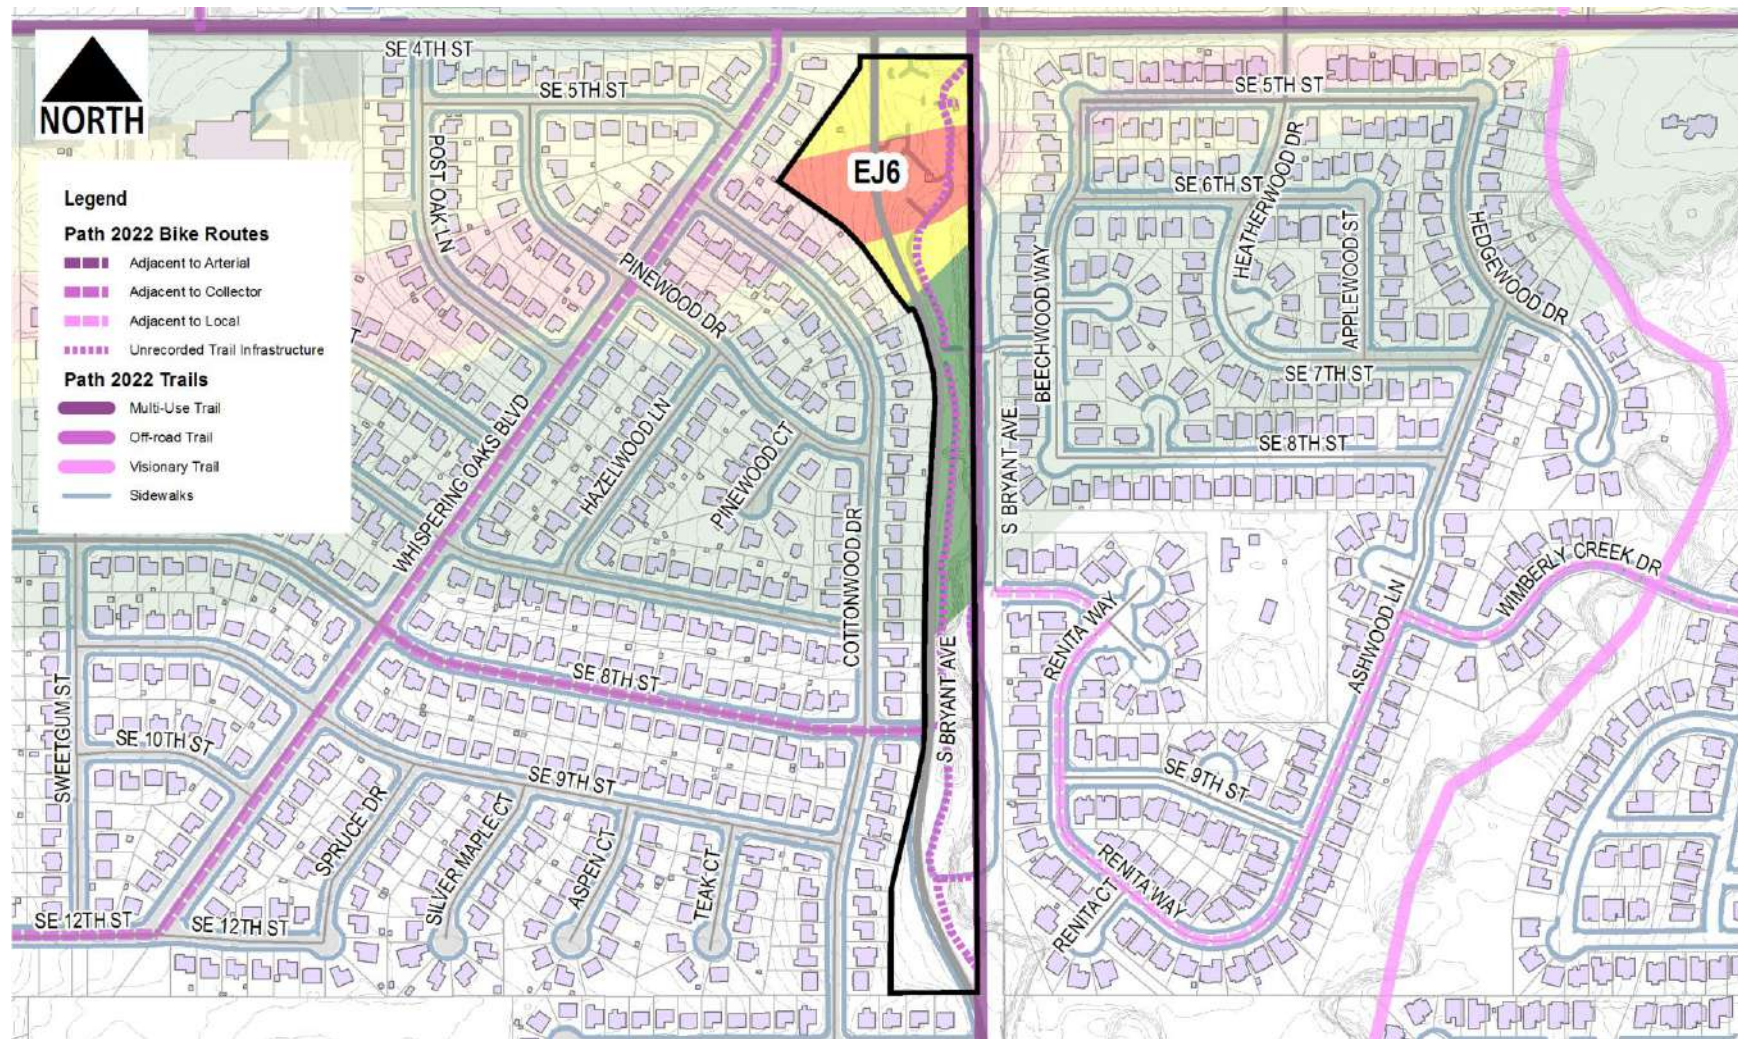 NORTH
Legend
Path 2022 Bike Routes
Adjacent to Arterial
Adjacent to Collector
Adjacent to Local
Unrecorded Trail Infrastructure
Path 2022 Trails
Multi-Use Trail
Off-road Trail
Visionary Trail
Sidewalks
SE 4TH ST
SE 5TH ST
POST OAK LN
PINEWOOD DR
WHISPERING OAKS BLVD
HAZELWOOD LN
PINEWOOD CT
COTTONWOOD DR
EJ6
SE 5TH ST
SE 6TH ST
HEATHERWOOD DR
APPLEWOOD ST
HEDGEWOOD DR
BEECHWOOD WAY
SE 7TH ST
SE 8TH ST
S BRYANT AVE
S BRYANT AVE
SE 8TH ST
SWEETGUM ST
SE 10TH ST
SE 9TH ST
SPRUCE DR
SILVER MAPLE CT
ASPEN CT
TEAK CT
SE 12TH ST
SE 12TH ST
RENITA WAY
ASHWOOD LN
WIMBERLY CREEK DR
SE 9TH ST
RENITA WAY
RENITA CT